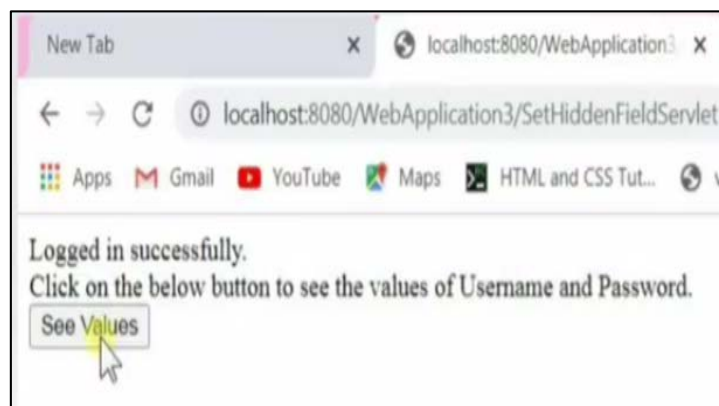 New Tab
localhost:8080/WebApplication3
localhost:8080/WebApplication3/SetHiddenFieldServlet
Apps Gmail YouTube Maps HTML and CSS Tut...
Logged in successfully.
Click on the below button to see the values of Username and Password.
See Values